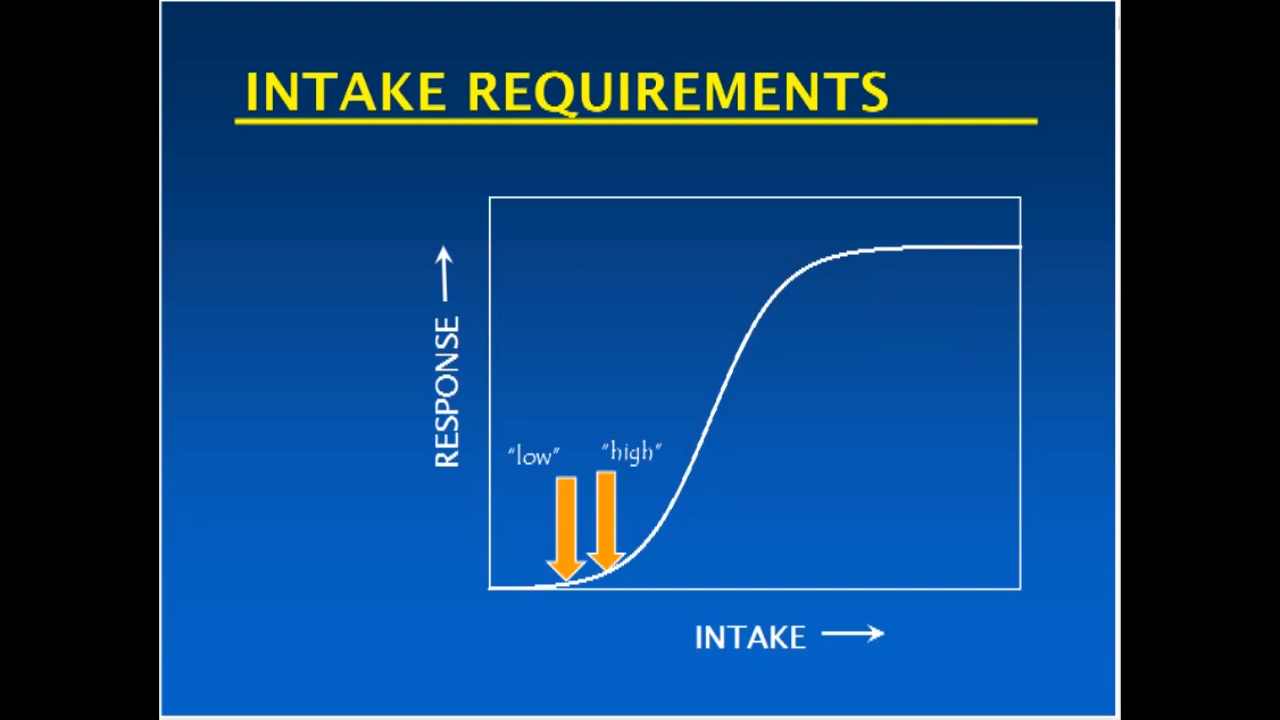 INTAKE REQUIREMENTS
RESPONSE
“low”
“high”
INTAKE